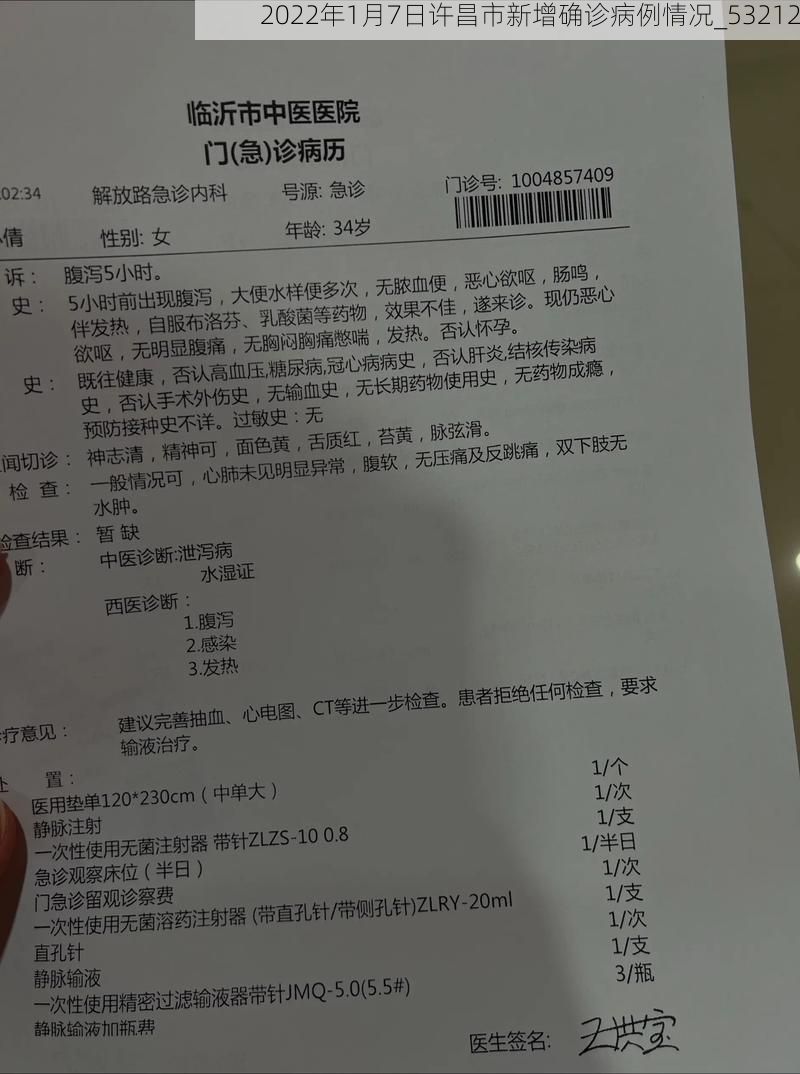 2022年1月7日许昌市新增确诊病例情况_53212
临沂市中医医院
门(急)诊病历
:02:34 解放路急诊内科 号源: 急诊 门诊号: 1004857409
倩 性别: 女 年龄: 34岁
诉： 腹泻5小时。
史： 5小时前出现腹泻，大便水样便多次，无脓血便，恶心欲呕，肠鸣，
伴发热，自服布洛芬、乳酸菌等药物，效果不佳，遂来诊。现仍恶心
欲呕，无明显腹痛，无胸闷胸痛憋喘，发热。否认怀孕。
史： 既往健康，否认高血压,糖尿病,冠心病病史，否认肝炎,结核传染病
史，否认手术外伤史，无输血史，无长期药物使用史，无药物成瘾，
预防接种史不详。过敏史：无
闻切诊： 神志清，精神可，面色黄，舌质红，苔黄，脉弦滑。
检 查： 一般情况可，心肺未见明显异常，腹软，无压痛及反跳痛，双下肢无
水肿。
检查结果： 暂 缺
断： 中医诊断:泄泻病
水湿证
西医诊断：
1.腹泻
2.感染
3.发热
疗意见： 建议完善抽血、心电图、CT等进一步检查。患者拒绝任何检查，要求
输液治疗。
置：
医用垫单120*230cm（中单大） 1/个
静脉注射 1/次
一次性使用无菌注射器 带针ZLZS-10 0.8 1/支
急诊观察床位（半日） 1/半日
门急诊留观诊察费 1/次
一次性使用无菌溶药注射器 (带直孔针/带侧孔针)ZLRY-20ml 1/支
直孔针
静脉输液 1/次
一次性使用精密过滤输液器带针JMQ-5.0(5.5#) 1/支
静脉输液加瓶费 3/瓶
医生签名: